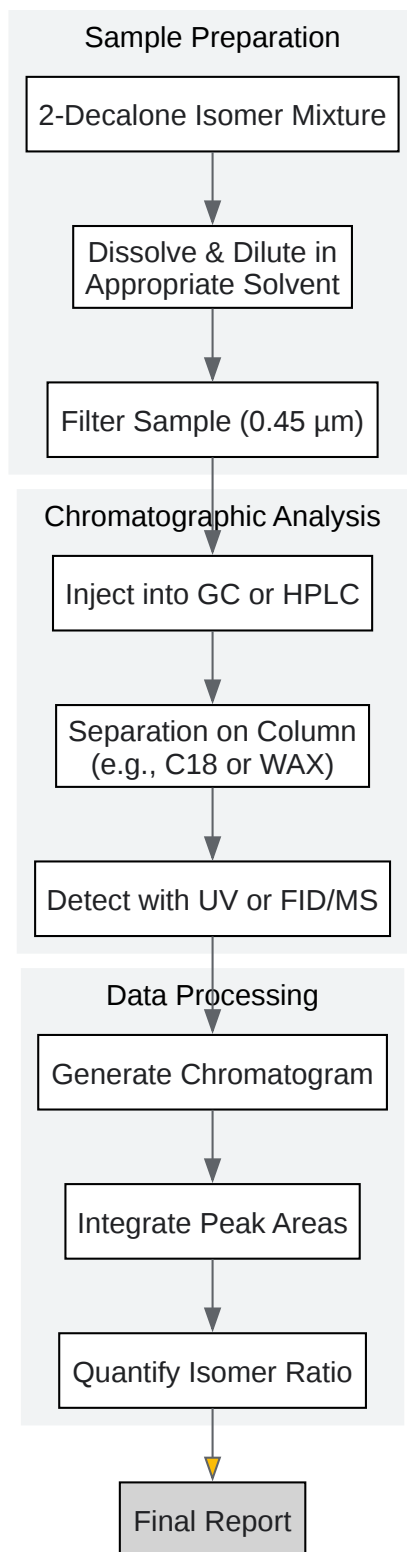 Sample Preparation
2-Decalone Isomer Mixture
Dissolve & Dilute in
Appropriate Solvent
Filter Sample (0.45 µm)
Chromatographic Analysis
Inject into GC or HPLC
Separation on Column
(e.g., C18 or WAX)
Detect with UV or FID/MS
Data Processing
Generate Chromatogram
Integrate Peak Areas
Quantify Isomer Ratio
Final Report